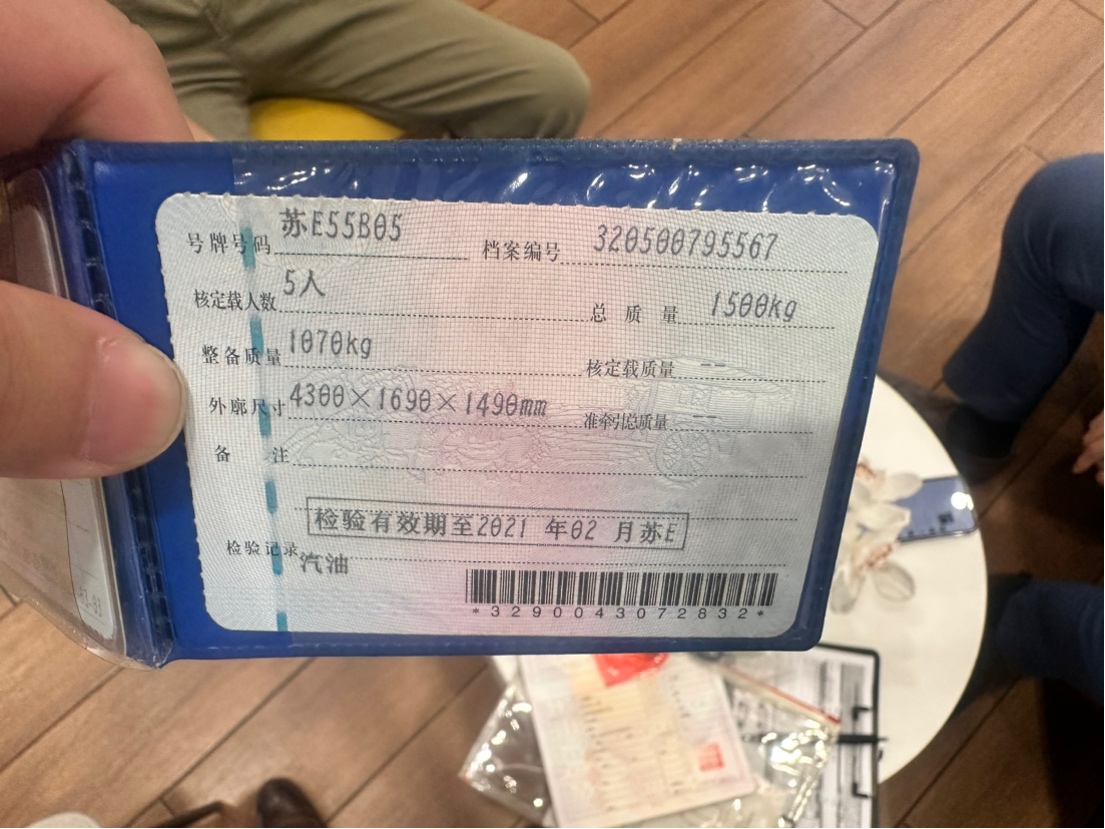 号牌号码 苏E55B05 档案编号 320500795567
核定载人数 5人 总质量 1500kg
整备质量 1070kg 核定载质量 --
外廓尺寸 4300×1690×1490mm 准牵引总质量 --
备注
检验有效期至2021 年02 月苏E
检验记录
汽油
*3290043072832*